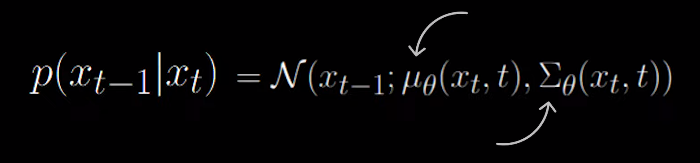 p(x_{t-1}|x_t) = 𝒩(x_{t-1}; μ_θ(x_t, t), Σ_θ(x_t, t))